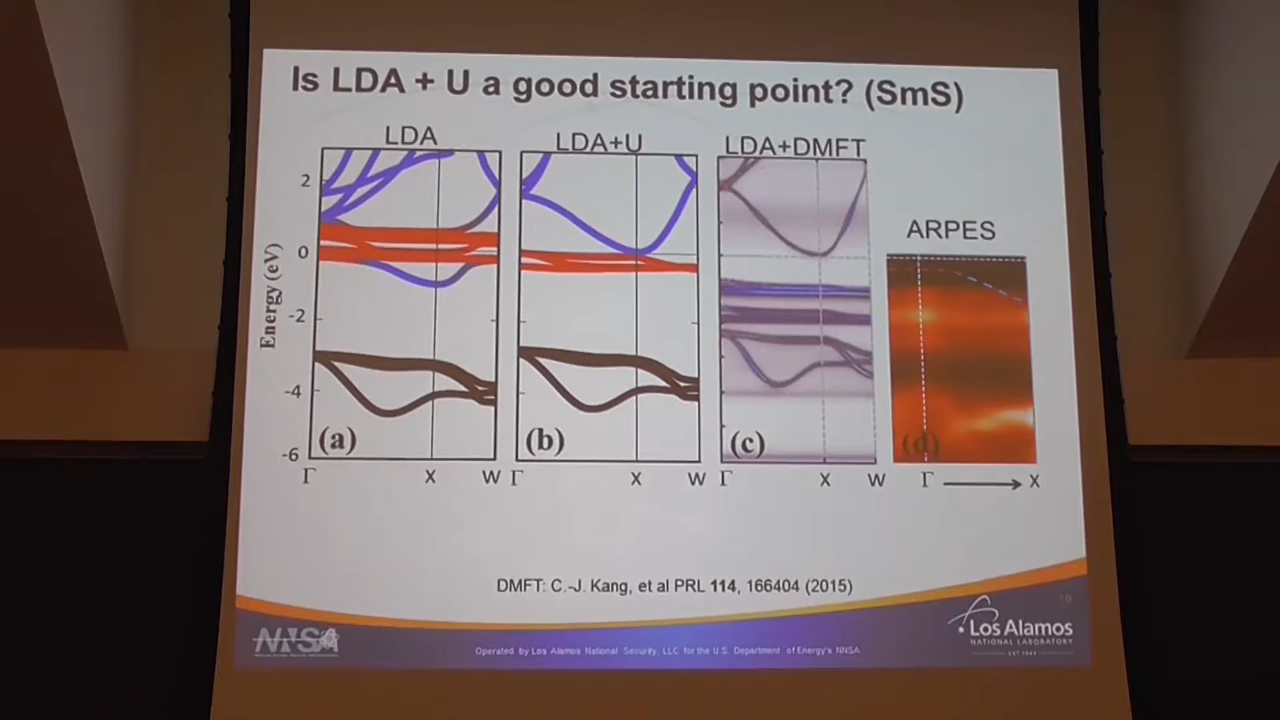 Is LDA + U a good starting point? (SmS)
LDA
LDA+U
LDA+DMFT
ARPES
Energy (eV)
2
0
-2
-4
-6
(a)
(b)
(c)
(d)
Γ X W
Γ X W
Γ X W
Γ X
DMFT: C.-J. Kang, et al PRL 114, 166404 (2015)
NNSA
Operated by Los Alamos National Security, LLC for the U.S. Department of Energy's NNSA
Los Alamos
NATIONAL LABORATORY
EST 1943